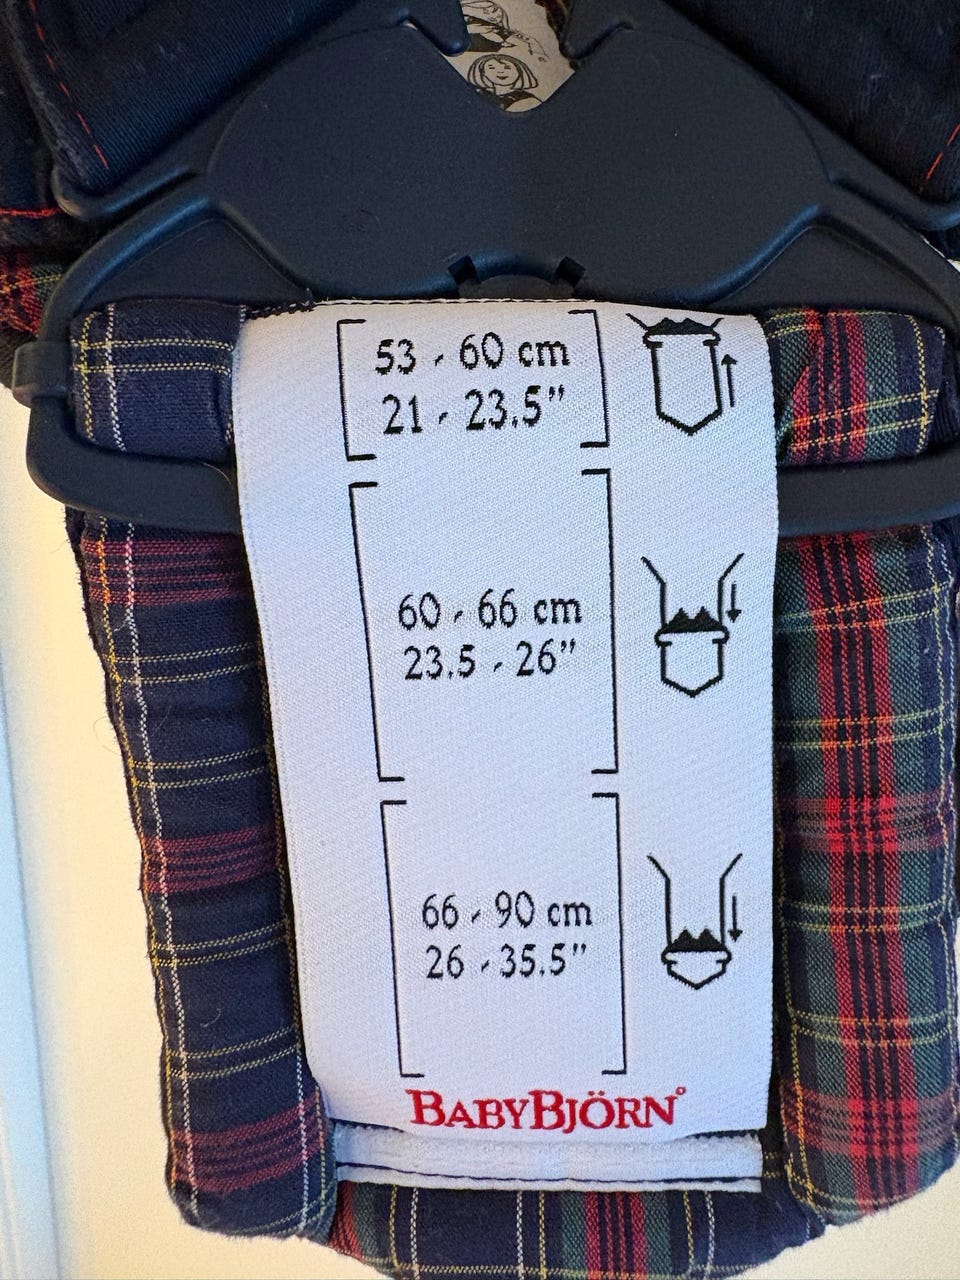 53 - 60 cm
21 - 23.5"
60 - 66 cm
23.5 - 26"
66 - 90 cm
26 - 35.5"
BABYBJÖRN°